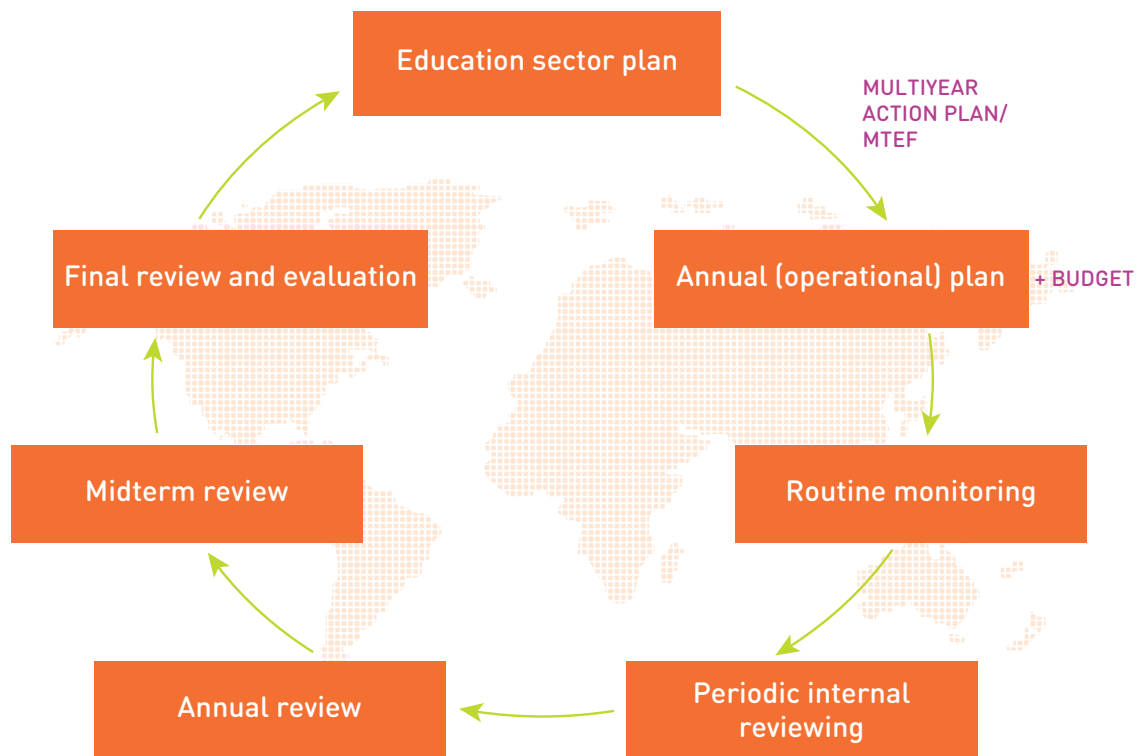 Education sector plan
MULTIYEAR
ACTION PLAN/
MTEF
Annual (operational) plan
+ BUDGET
Routine monitoring
Periodic internal
reviewing
Annual review
Midterm review
Final review and evaluation